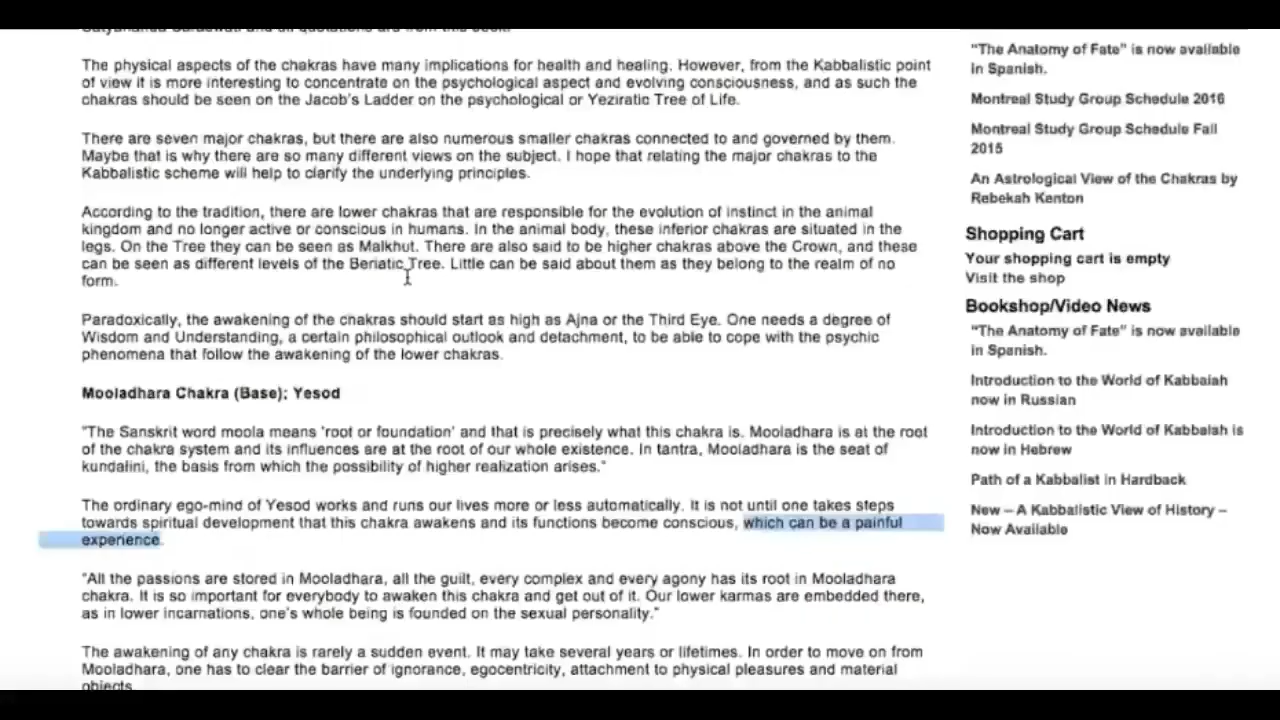 The physical aspects of the chakras have many implications for health and healing. However, from the Kabbalistic point
of view it is more interesting to concentrate on the psychological aspect and evolving consciousness, and as such the
chakras should be seen on the Jacob's Ladder on the psychological or Yeziratic Tree of Life.
There are seven major chakras, but there are also numerous smaller chakras connected to and governed by them.
Maybe that is why there are so many different views on the subject. I hope that relating the major chakras to the
Kabbalistic scheme will help to clarify the underlying principles.
According to the tradition, there are lower chakras that are responsible for the evolution of instinct in the animal
kingdom and no longer active or conscious in humans. In the animal body, these inferior chakras are situated in the
legs. On the Tree they can be seen as Malkhut. There are also said to be higher chakras above the Crown, and these
can be seen as different levels of the Beriatic Tree. Little can be said about them as they belong to the realm of no
form.
Paradoxically, the awakening of the chakras should start as high as Ajna or the Third Eye. One needs a degree of
Wisdom and Understanding, a certain philosophical outlook and detachment, to be able to cope with the psychic
phenomena that follow the awakening of the lower chakras.
Mooladhara Chakra (Base); Yesod
"The Sanskrit word moola means 'root or foundation' and that is precisely what this chakra is. Mooladhara is at the root
of the chakra system and its influences are at the root of our whole existence. In tantra, Mooladhara is the seat of
kundalini, the basis from which the possibility of higher realization arises."
The ordinary ego-mind of Yesod works and runs our lives more or less automatically. It is not until one takes steps
towards spiritual development that this chakra awakens and its functions become conscious, which can be a painful
experience.
"All the passions are stored in Mooladhara, all the guilt, every complex and every agony has its root in Mooladhara
chakra. It is so important for everybody to awaken this chakra and get out of it. Our lower karmas are embedded there,
as in lower incarnations, one's whole being is founded on the sexual personality."
The awakening of any chakra is rarely a sudden event. It may take several years or lifetimes. In order to move on from
Mooladhara, one has to clear the barrier of ignorance, egocentricity, attachment to physical pleasures and material
objects.
"The Anatomy of Fate" is now available
in Spanish.
Montreal Study Group Schedule 2016
Montreal Study Group Schedule Fall
2015
An Astrological View of the Chakras by
Rebekah Kenton
Shopping Cart
Your shopping cart is empty
Visit the shop
Bookshop/Video News
"The Anatomy of Fate" is now available
in Spanish.
Introduction to the World of Kabbalah
now in Russian
Introduction to the World of Kabbalah is
now in Hebrew
Path of a Kabbalist in Hardback
New – A Kabbalistic View of History –
Now Available